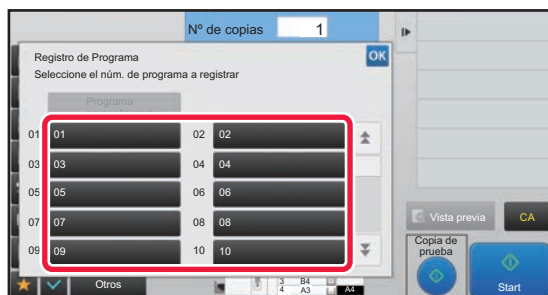 Nº de copias 1
Registro de Programa OK
Seleccione el núm. de programa a registrar
Programa
01 01 02 02
03 03 04 04
05 05 06 06
07 07 08 08
09 09 10 10
Vista previa CA
Copia de
prueba
Otros
3 B4
4 A3 A4
Start